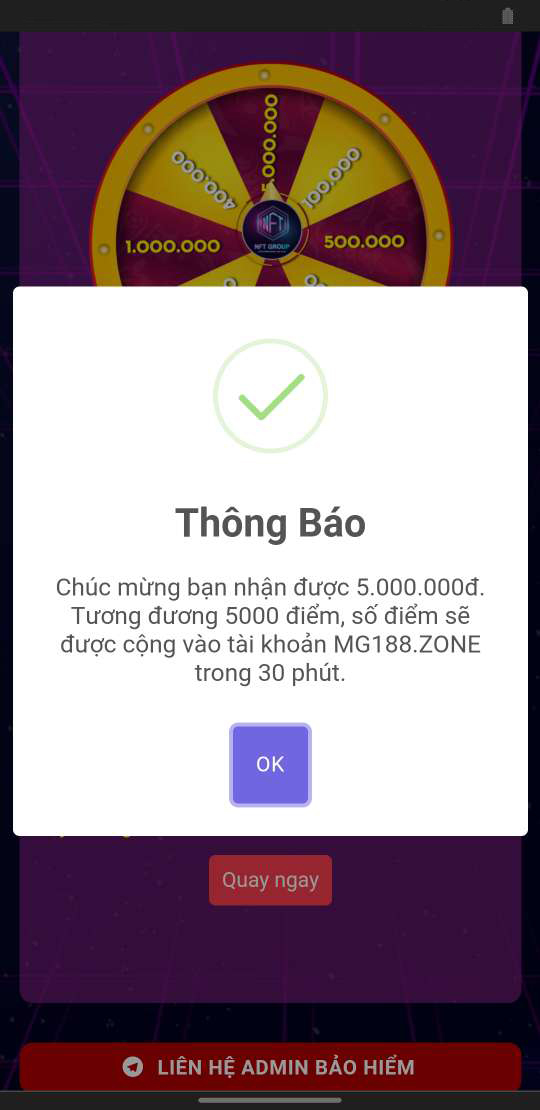 5.000.000
400.000
100.000
1.000.000
500.000
NFT
NFT GROUP
Thông Báo
Chúc mừng bạn nhận được 5.000.000đ.
Tương đương 5000 điểm, số điểm sẽ
được cộng vào tài khoản MG188.ZONE
trong 30 phút.
OK
Quay ngay
LIÊN HỆ ADMIN BẢO HIỂM